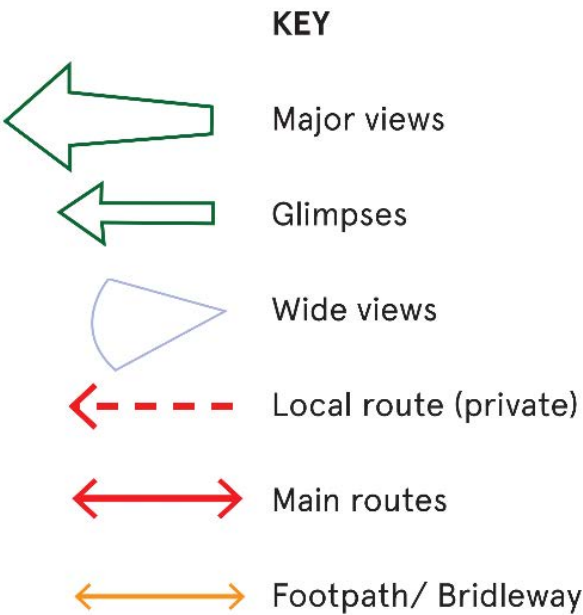 KEY
Major views
Glimpses
Wide views
Local route (private)
Main routes
Footpath/ Bridleway